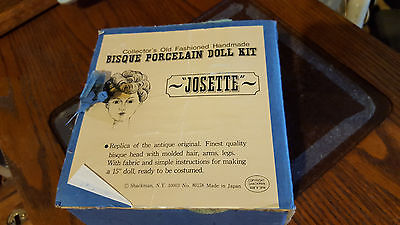 Collector's Old Fashioned Handmade
BISQUE PORCELAIN DOLL KIT
"JOSETTE"
• Replica of the antique original. Finest quality
bisque head with molded hair, arms, legs.
With fabric and simple instructions for making
a 15" doll, ready to be costumed.
© Shackman, N.Y. 10003 No. 80258 Made in Japan